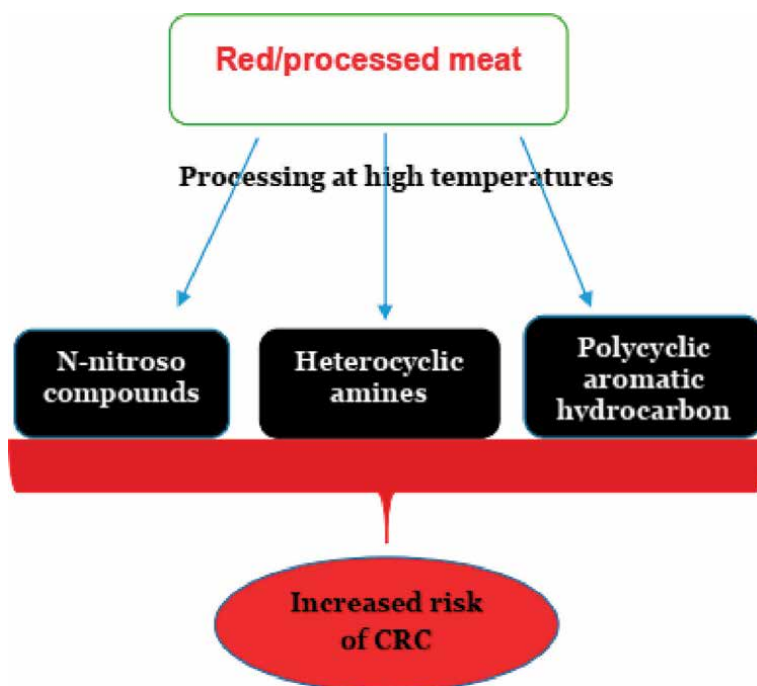 Red/processed meat
Processing at high temperatures
N-nitroso
compounds
Heterocyclic
amines
Polycyclic
aromatic
hydrocarbon
Increased risk
of CRC